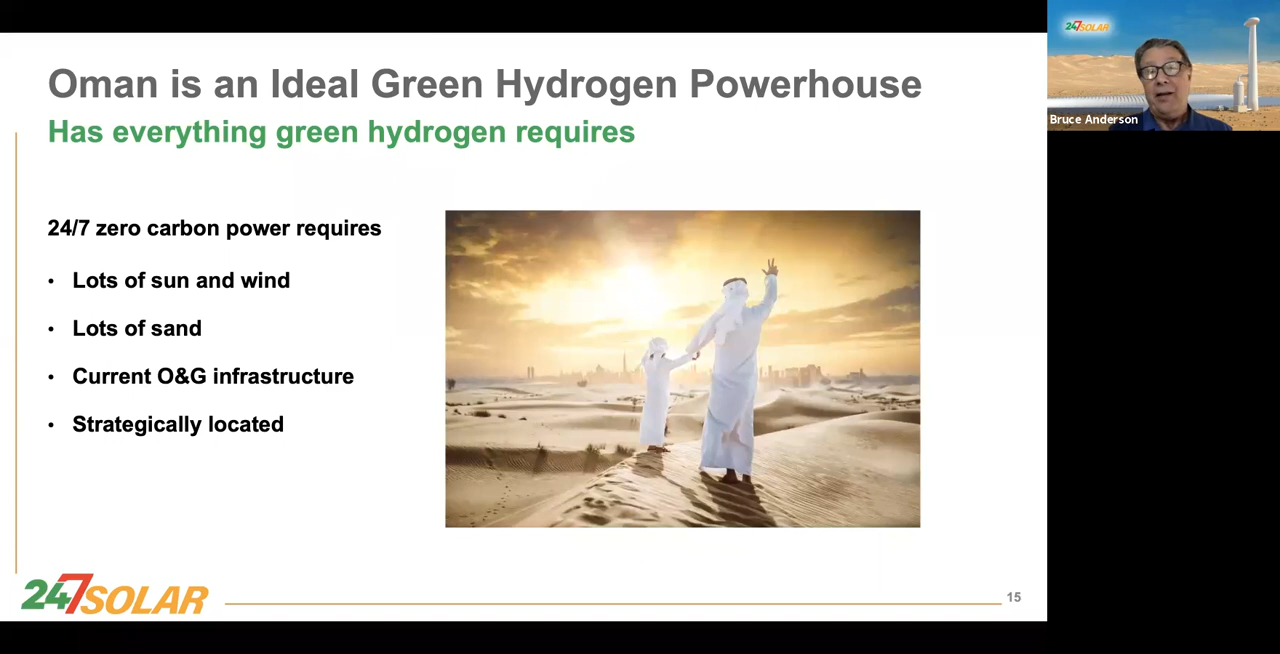 Oman is an Ideal Green Hydrogen Powerhouse
Has everything green hydrogen requires
24/7 zero carbon power requires
• Lots of sun and wind
• Lots of sand
• Current O&G infrastructure
• Strategically located
247SOLAR
15
247SOLAR
Bruce Anderson